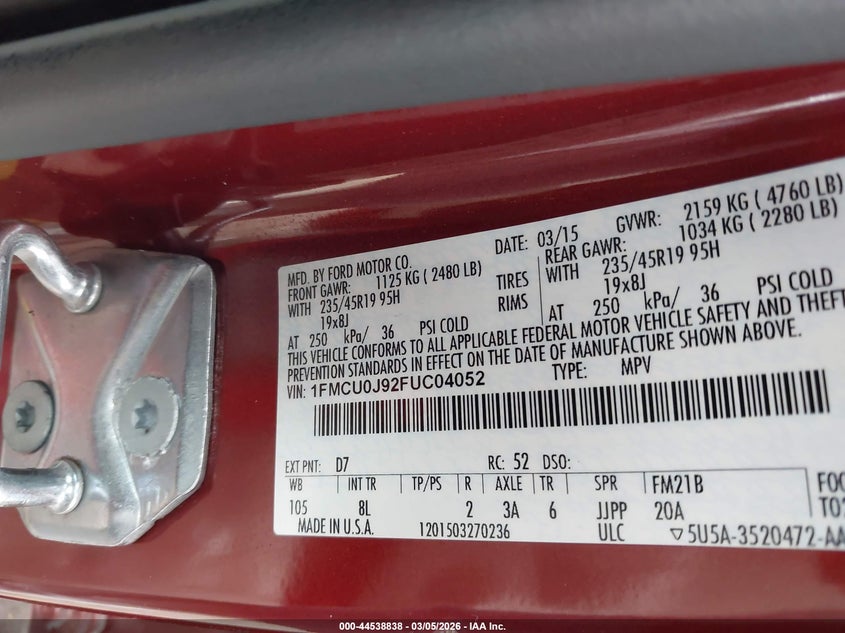 MFD. BY FORD MOTOR CO. DATE: 03/15 GVWR: 2159 KG ( 4760 LB)
FRONT GAWR: 1125 KG ( 2480 LB) REAR GAWR: 1034 KG ( 2280 LB)
WITH 235/45R19 95H TIRES WITH 235/45R19 95H
19x8J RIMS 19x8J
AT 250 kPa/ 36 PSI COLD AT 250 kPa/ 36 PSI COLD
THIS VEHICLE CONFORMS TO ALL APPLICABLE FEDERAL MOTOR VEHICLE SAFETY AND THEFT
PREVENTION STANDARDS IN EFFECT ON THE DATE OF MANUFACTURE SHOWN ABOVE.
VIN: 1FMCU0J92FUC04052 TYPE: MPV
EXT PNT: D7 RC: 52 DSO:
WB INT TR TP/PS R AXLE TR SPR FM21B FOO
105 8L 2 3A 6 JJPP 20A TO2
MADE IN U.S.A. 1201503270236 ULC ▽5U5A-3520472-AA
000-44538838 - 03/05/2026 - IAA Inc.